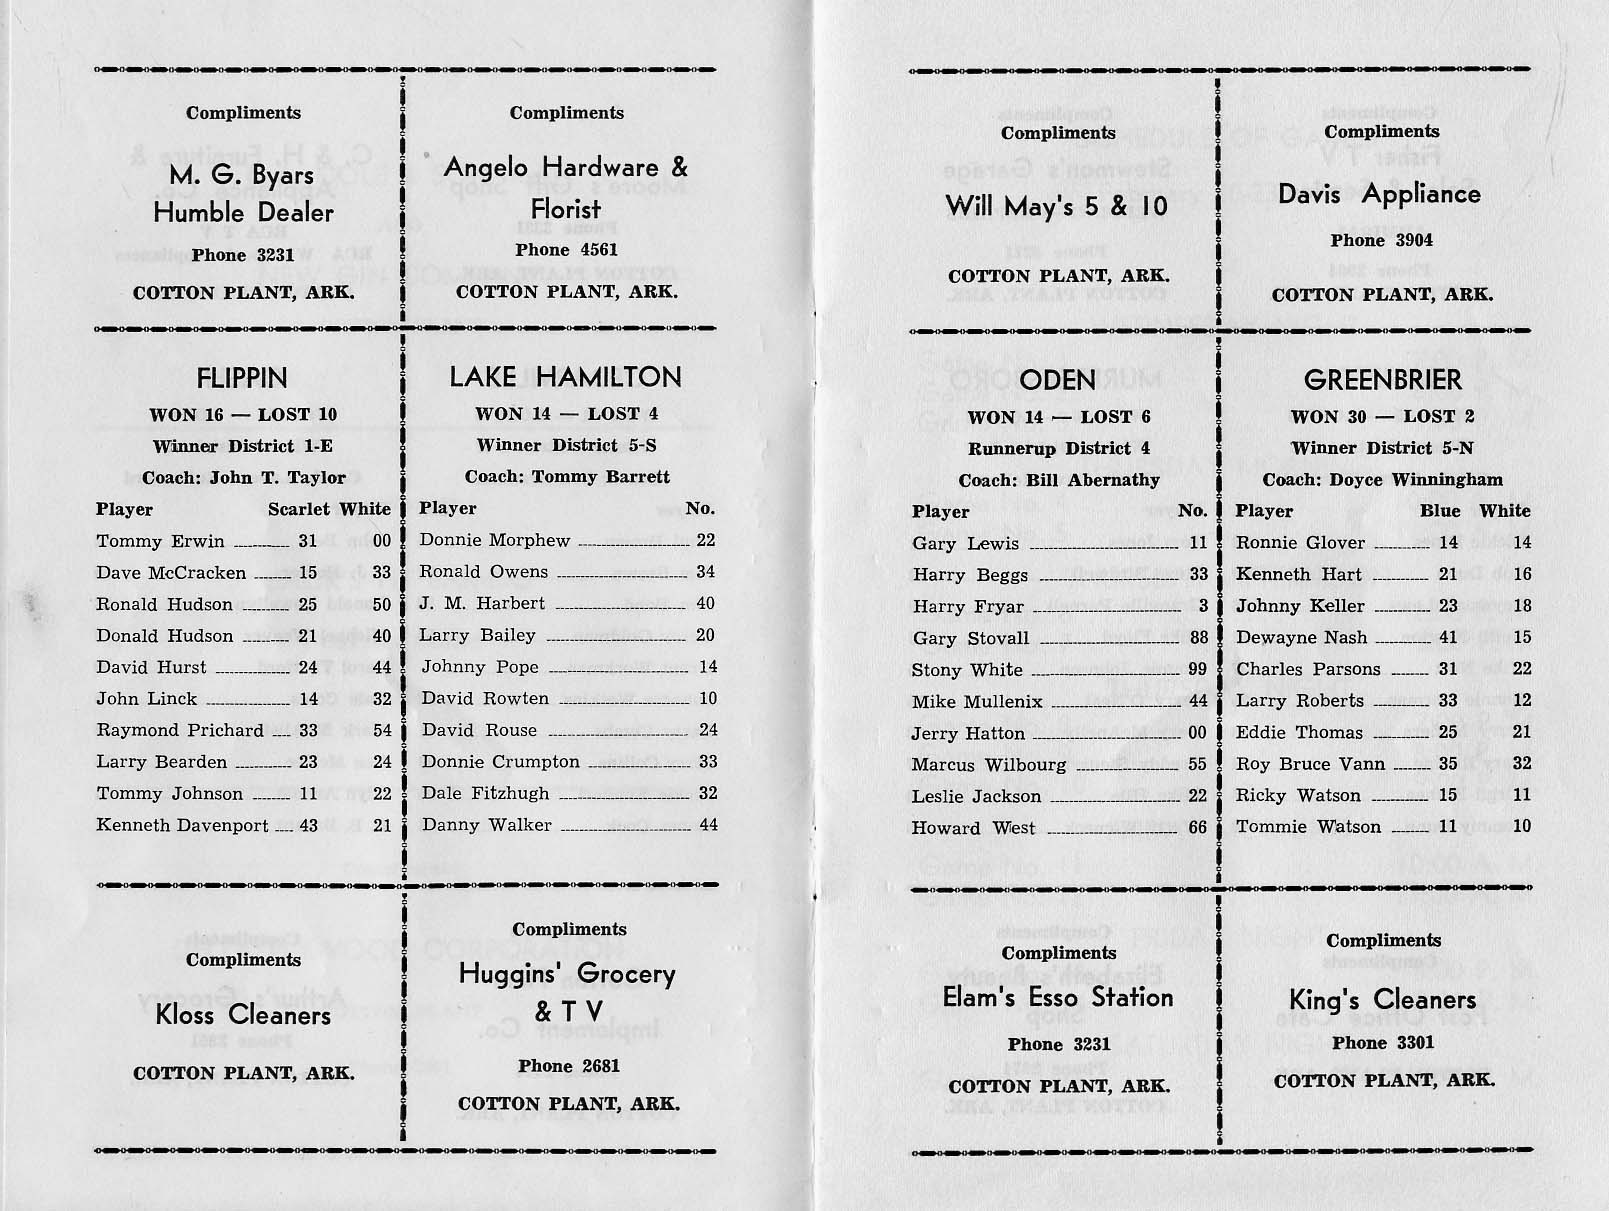 Compliments
M. G. Byars
Humble Dealer
Phone 3231
COTTON PLANT, ARK.
Compliments
Angelo Hardware &
Florist
Phone 4561
COTTON PLANT, ARK.
FLIPPIN
WON 16 — LOST 10
Winner District 1-E
Coach: John T. Taylor
Player Scarlet White
Tommy Erwin 31 00
Dave McCracken 15 33
Ronald Hudson 25 50
Donald Hudson 21 40
David Hurst 24 44
John Linck 14 32
Raymond Prichard 33 54
Larry Bearden 23 24
Tommy Johnson 11 22
Kenneth Davenport 43 21
LAKE HAMILTON
WON 14 — LOST 4
Winner District 5-S
Coach: Tommy Barrett
Player No.
Donnie Morphew 22
Ronald Owens 34
J. M. Harbert 40
Larry Bailey 20
Johnny Pope 14
David Rowten 10
David Rouse 24
Donnie Crumpton 33
Dale Fitzhugh 32
Danny Walker 44
Compliments
Kloss Cleaners
COTTON PLANT, ARK.
Compliments
Huggins' Grocery
& T V
Phone 2681
COTTON PLANT, ARK.
Compliments
Will May's 5 & 10
COTTON PLANT, ARK.
Compliments
Davis Appliance
Phone 3904
COTTON PLANT, ARK.
ODEN
WON 14 — LOST 6
Runnerup District 4
Coach: Bill Abernathy
Player No.
Gary Lewis 11
Harry Beggs 33
Harry Fryar 3
Gary Stovall 88
Stony White 99
Mike Mullenix 44
Jerry Hatton 00
Marcus Wilbourg 55
Leslie Jackson 22
Howard West 66
GREENBRIER
WON 30 — LOST 2
Winner District 5-N
Coach: Doyce Winningham
Player Blue White
Ronnie Glover 14 14
Kenneth Hart 21 16
Johnny Keller 23 18
Dewayne Nash 41 15
Charles Parsons 31 22
Larry Roberts 33 12
Eddie Thomas 25 21
Roy Bruce Vann 35 32
Ricky Watson 15 11
Tommie Watson 11 10
Compliments
Elam's Esso Station
Phone 3231
COTTON PLANT, ARK.
Compliments
King's Cleaners
Phone 3301
COTTON PLANT, ARK.